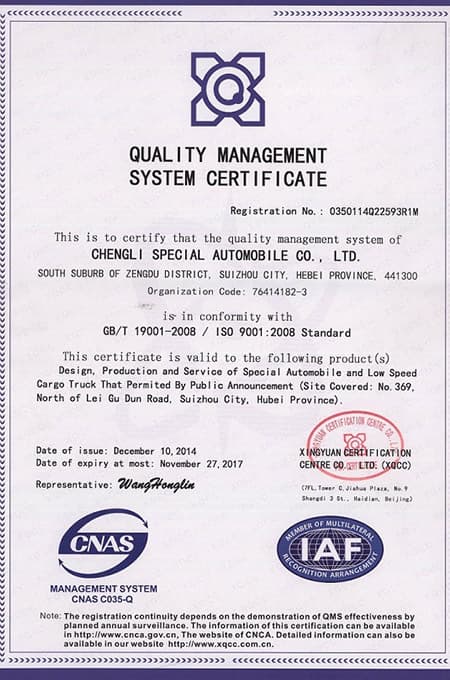 QUALITY MANAGEMENT
SYSTEM CERTIFICATE
Registration No.: 0350114Q22593R1M
This is to certify that the quality management system of
CHENGLI SPECIAL AUTOMOBILE CO., LTD.
SOUTH SUBURB OF ZENGDU DISTRICT, SUIZHOU CITY, HEBEI PROVINCE, 441300
Organization Code: 76414182-3
is in conformity with
GB/T 19001-2008 / ISO 9001:2008 Standard
This certificate is valid to the following product(s)
Design, Production and Service of Special Automobile and Low Speed
Cargo Truck That Permited By Public Announcement (Site Covered: No.369,
North of Lei Gu Dun Road, Suizhou City, Hubei Province).
Date of issue: December 10,2014
Date of expiry at most: November 27,2017
Representative: WangHonglin
XINGYUAN CERTIFICATION
CENTRE CO., LTD. (XQCC)
(7FL,Tower C,Jiahua Plaza, No.9
Shangdi 3 St., Haidian, Beijing)
XINGYUAN CERTIFICATION CENTRE CO.,
CNAS
MANAGEMENT SYSTEM
CNAS C035-Q
MEMBER OF MULTILATERAL
IAF
RECOGNITION ARRANGEMENT
Note: The registration continuity depends on the demonstration of QMS effectiveness by
planned annual surveillance. The information of this certification can be available
in http://www.cnca.gov.cn, The website of CNCA. Detailed information can also be
available in our website http://www.xqcc.com.cn.